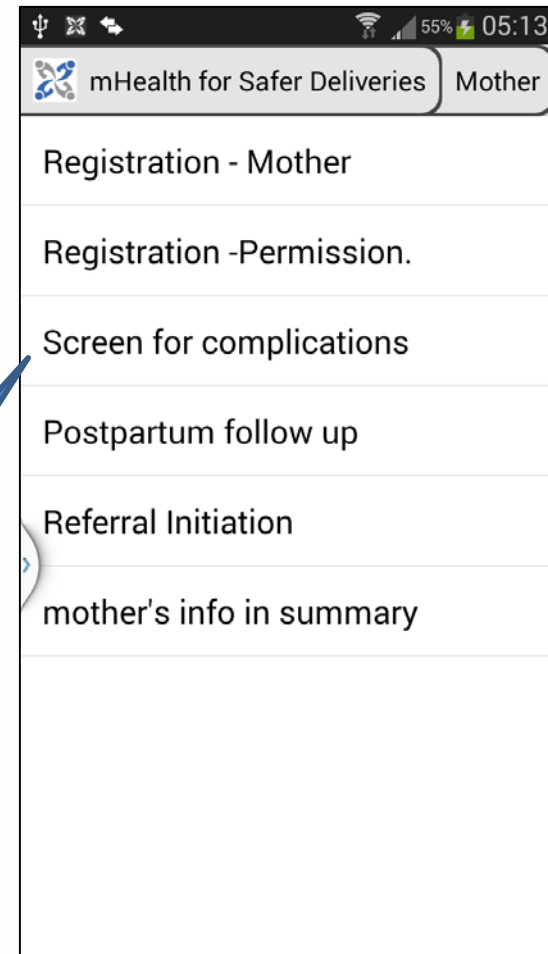 55% 05:13
mHealth for Safer Deliveries Mother
Registration - Mother
Registration -Permission.
Screen for complications
Postpartum follow up
Referral Initiation
mother's info in summary